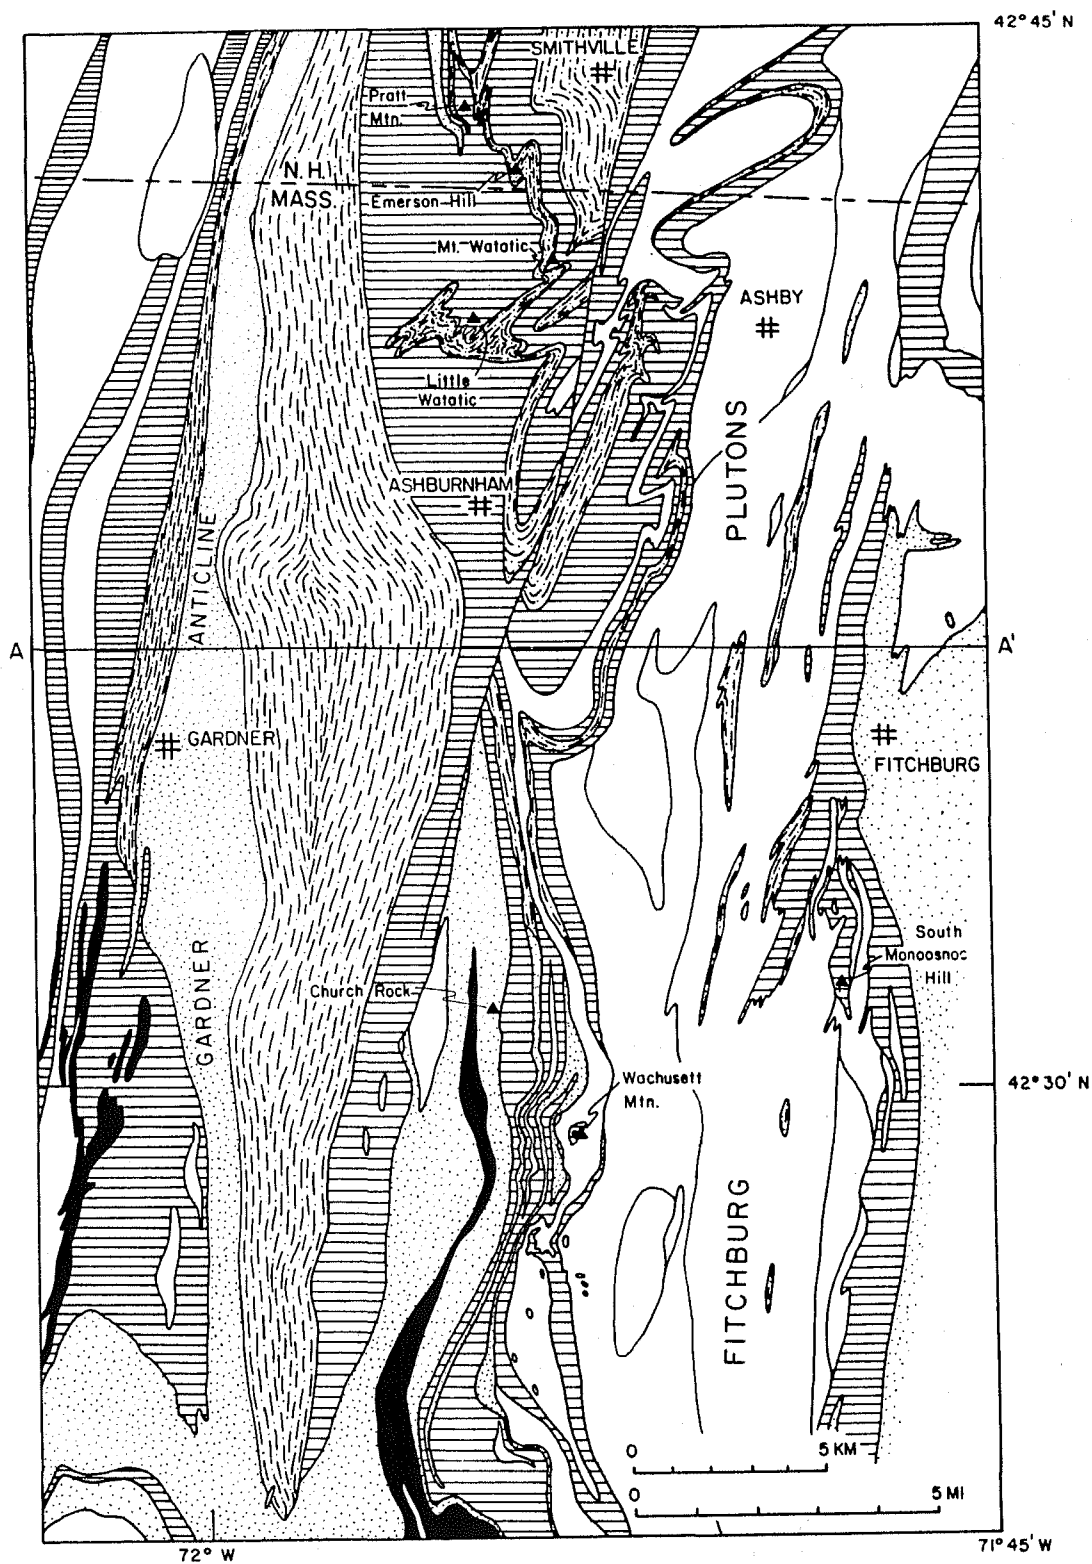 42° 45' N
SMITHVILLE
Pratt
Mtn.
N. H.
MASS.
Emerson Hill
Mt. Watatic
ASHBY
Little
Watatic
PLUTONS
ASHBURNHAM
ANTICLINE
A
A'
GARDNER
FITCHBURG
GARDNER
South
Monoosnoc
Hill
Church Rock
42° 30' N
Wachusett
Mtn.
FITCHBURG
0
5 KM
0
5 MI
72° W
71° 45' W